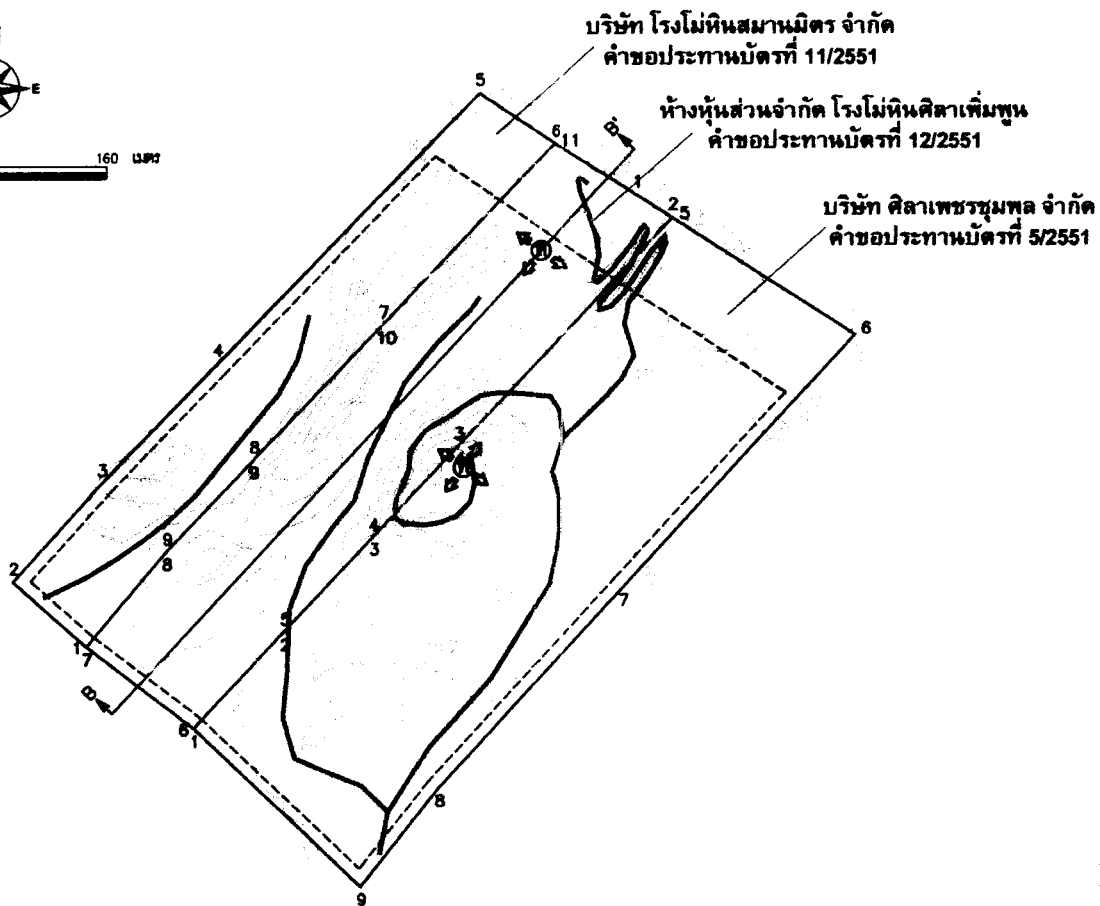 บริษัท โรงโม่หินสมานมิตร จำกัด
คำขอประทานบัตรที่ 11/2551
E
5
ห้างหุ้นส่วนจำกัด โรงโม่หินศิลาเพิ่มพูน
คำขอประทานบัตรที่ 12/2551
6 11
B'
160 เมตร
1
2 5
บริษัท ศิลาเพชรชุมพล จำกัด
คำขอประทานบัตรที่ 5/2551
6
7
10
4
8
9
3
3
4
3
9
8
2
7
5
2
1
7
B
6
1
8
9